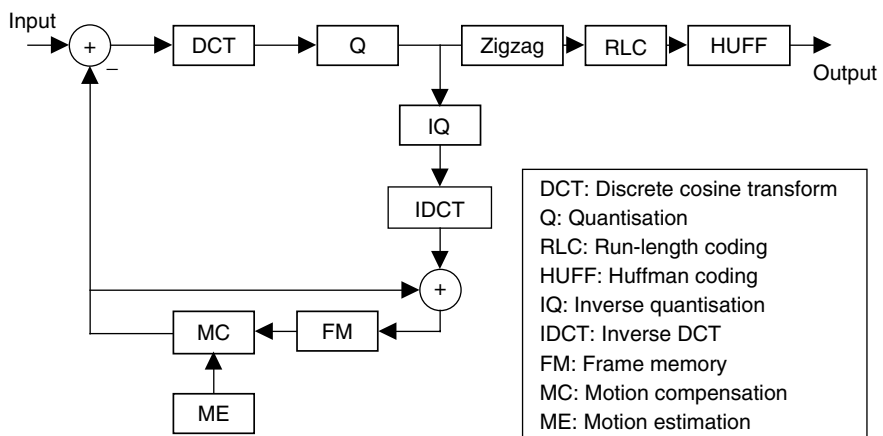 Input
+
−
DCT
Q
Zigzag
RLC
HUFF
Output
IQ
IDCT
+
MC
FM
ME
DCT: Discrete cosine transform
Q: Quantisation
RLC: Run-length coding
HUFF: Huffman coding
IQ: Inverse quantisation
IDCT: Inverse DCT
FM: Frame memory
MC: Motion compensation
ME: Motion estimation